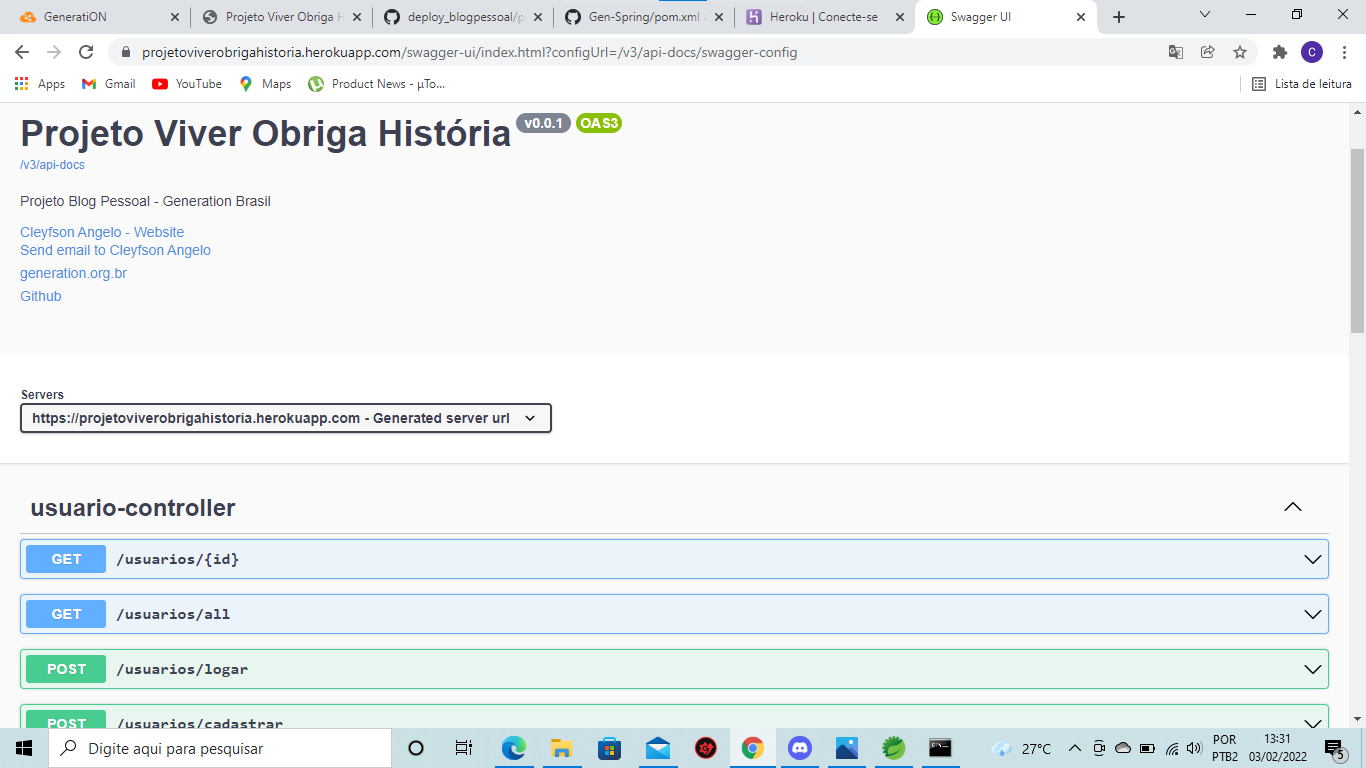 GeneratiON
Projeto Viver Obriga H
deploy_blogpessoal/p
Gen-Spring/pom.xml
Heroku | Conecte-se
Swagger UI
projetoviverobrigahistoria.herokuapp.com/swagger-ui/index.html?configUrl=/v3/api-docs/swagger-config
C
Apps
Gmail
YouTube
Maps
Product News - µTo...
Lista de leitura
Projeto Viver Obriga História v0.0.1 OAS3
/v3/api-docs
Projeto Blog Pessoal - Generation Brasil
Cleyfson Angelo - Website
Send email to Cleyfson Angelo
generation.org.br
Github
Servers
https://projetoviverobrigahistoria.herokuapp.com - Generated server url
usuario-controller
GET /usuarios/{id}
GET /usuarios/all
POST /usuarios/logar
POST /usuarios/cadastrar
Digite aqui para pesquisar
27°C
POR
PTB2
13:31
03/02/2022
5